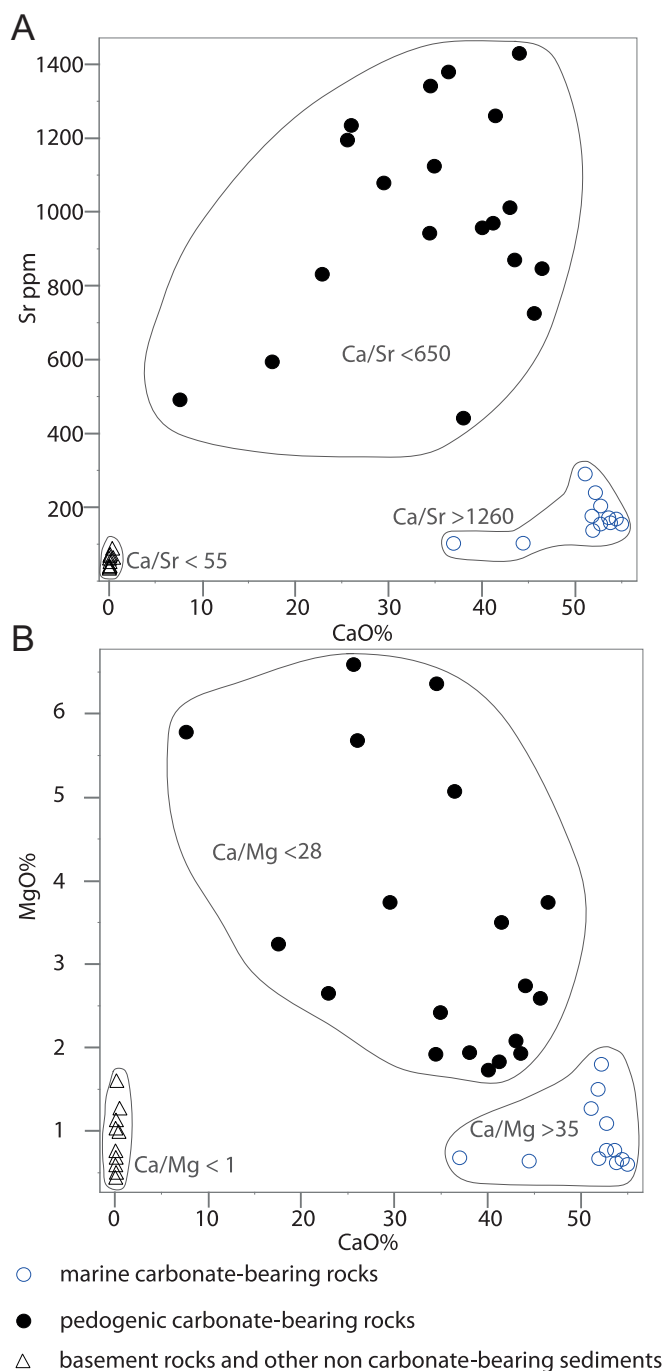 A
1400
1200
1000
800
600
400
200
Sr ppm
Ca/Sr <650
Ca/Sr >1260
Ca/Sr < 55
0 10 20 30 40 50
CaO%
B
6
5
4
3
2
1
MgO%
Ca/Mg <28
Ca/Mg >35
Ca/Mg < 1
0 10 20 30 40 50
CaO%
marine carbonate-bearing rocks
pedogenic carbonate-bearing rocks
basement rocks and other non carbonate-bearing sediments